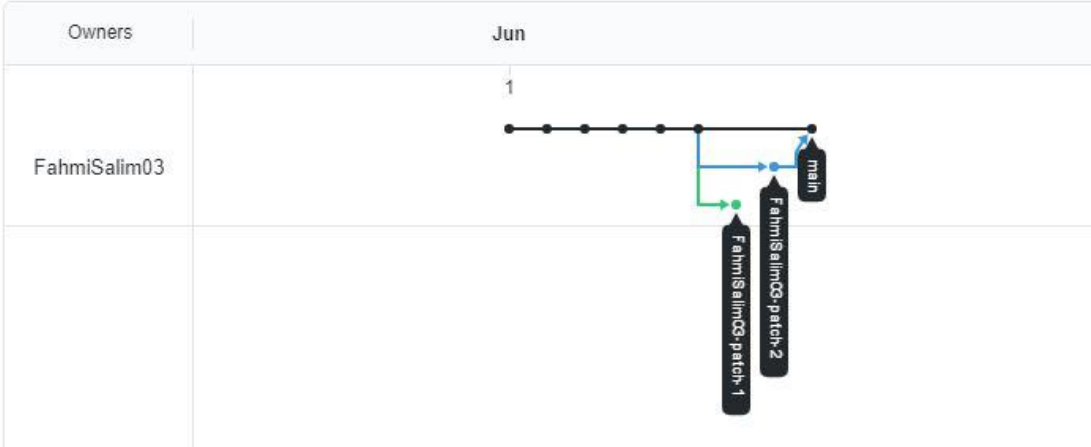 Owners
Jun
1
FahmiSalim03
main
FahmiSalim03-patch-2
FahmiSalim03-patch-1